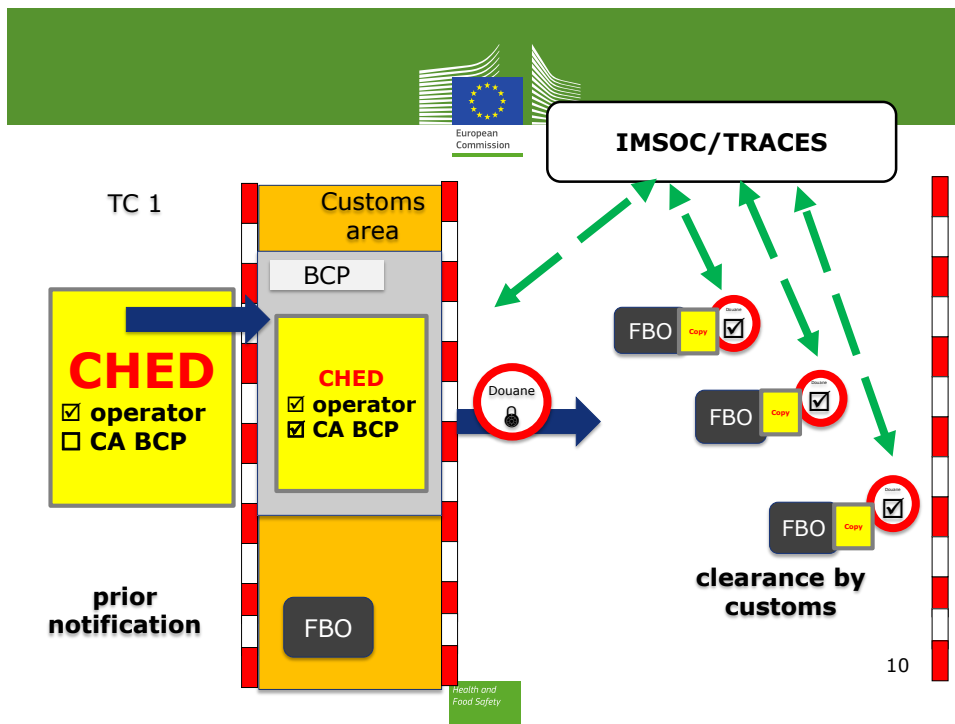 European
Commission
IMSOC/TRACES
TC 1
Customs
area
BCP
CHED
☑ operator
☐ CA BCP
CHED
☑ operator
☑ CA BCP
Douane
FBO
Copy
Douane
FBO
Copy
Douane
FBO
Copy
Douane
clearance by
customs
prior
notification
FBO
10
Health and
Food Safety